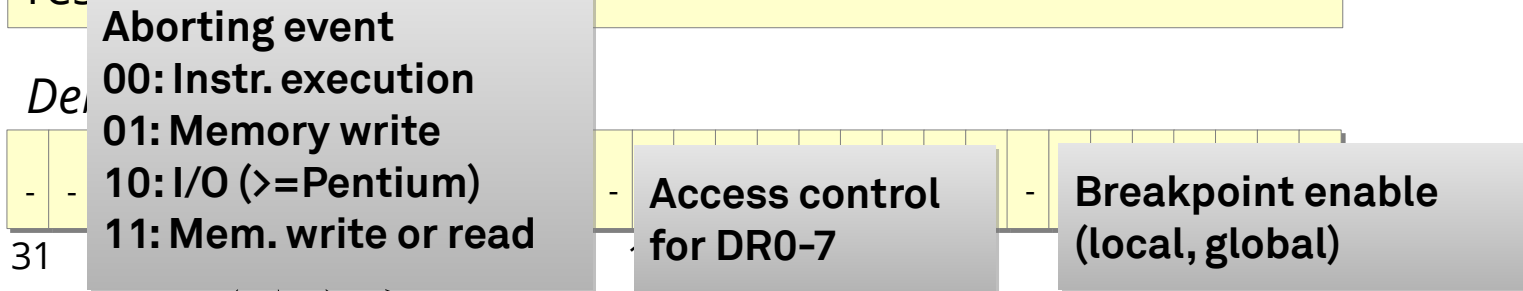 Aborting event
00: Instr. execution
01: Memory write
10: I/O (>=Pentium)
11: Mem. write or read
- -
-
Access control
for DR0-7
-
Breakpoint enable
(local, global)
31